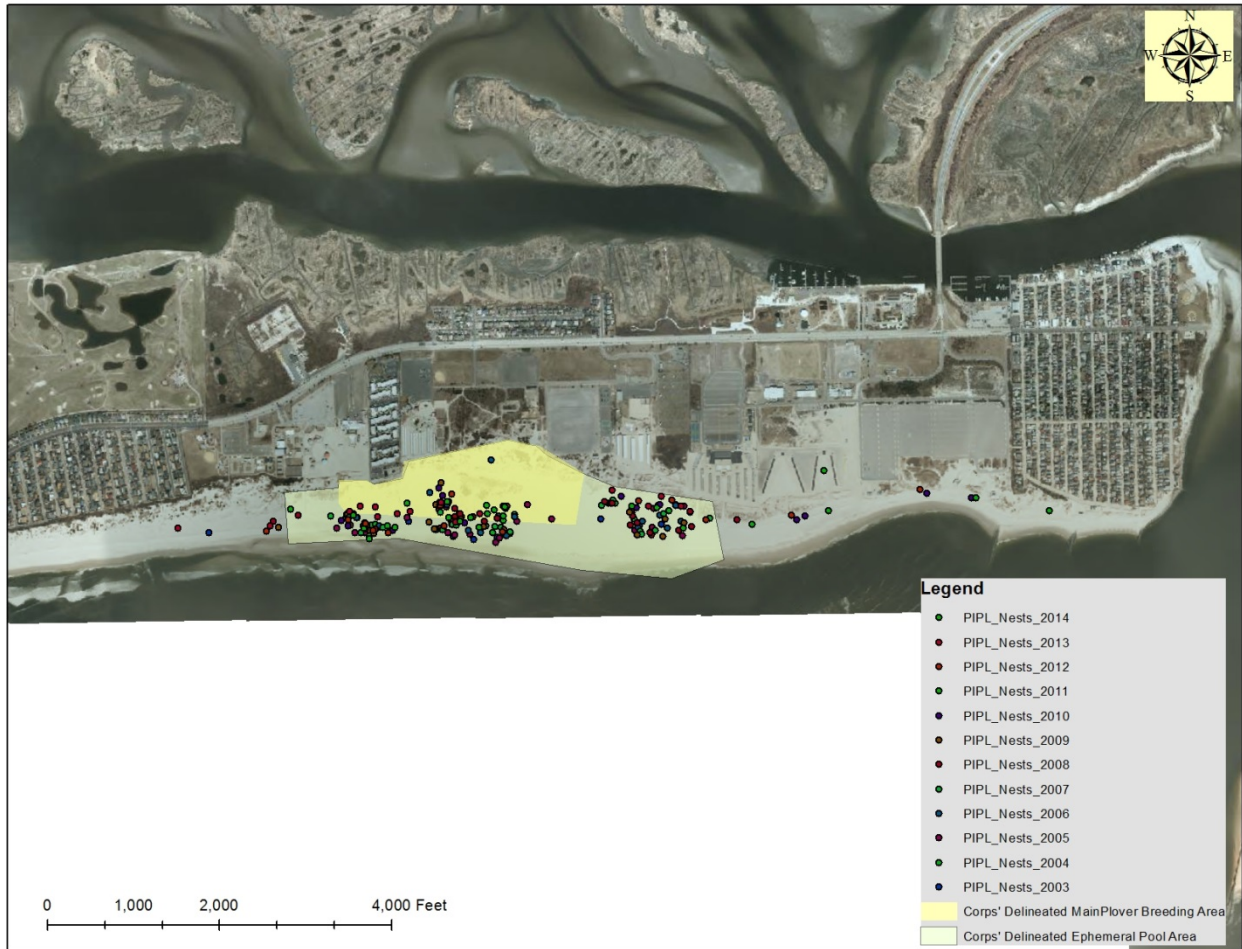 N
W E
S
Legend
PIPL_Nests_2014
PIPL_Nests_2013
PIPL_Nests_2012
PIPL_Nests_2011
PIPL_Nests_2010
PIPL_Nests_2009
PIPL_Nests_2008
PIPL_Nests_2007
PIPL_Nests_2006
PIPL_Nests_2005
PIPL_Nests_2004
PIPL_Nests_2003
Corps' Delineated MainPlover Breeding Area
Corps' Delineated Ephemeral Pool Area
0 1,000 2,000 4,000 Feet